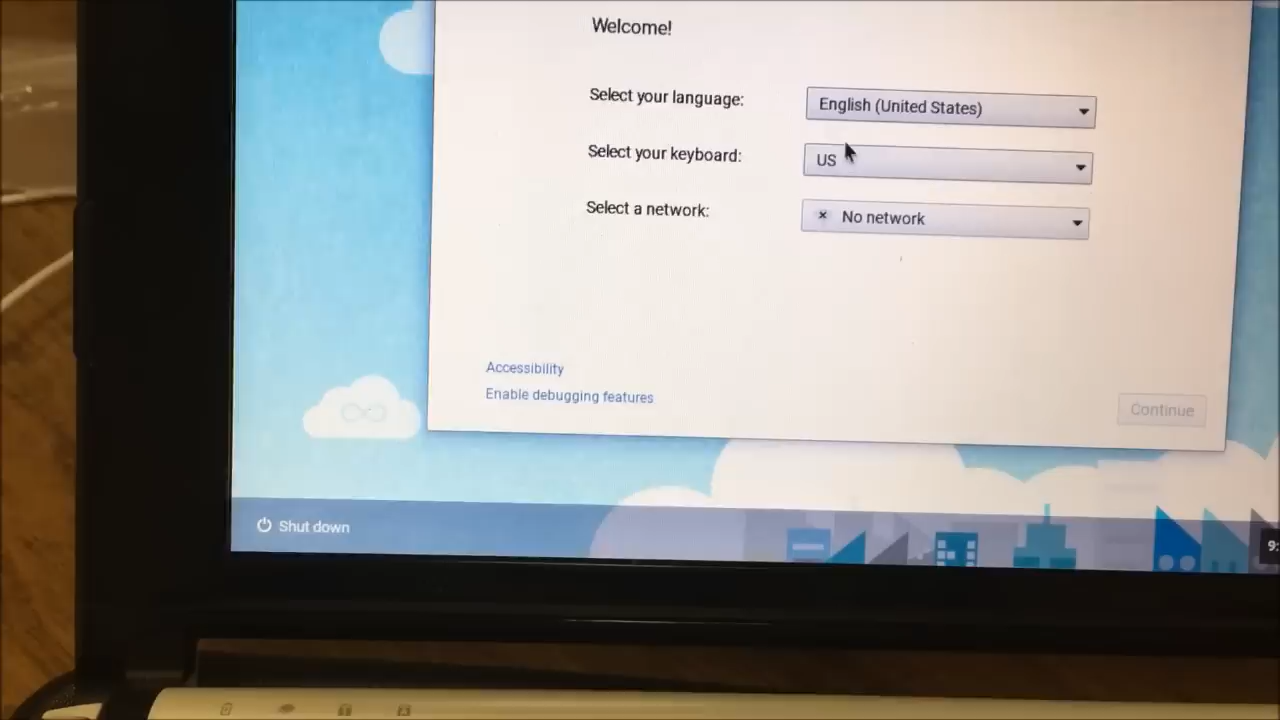 Welcome!
Select your language:
English (United States)
Select your keyboard:
US
Select a network:
No network
Accessibility
Enable debugging features
Continue
Shut down
9: